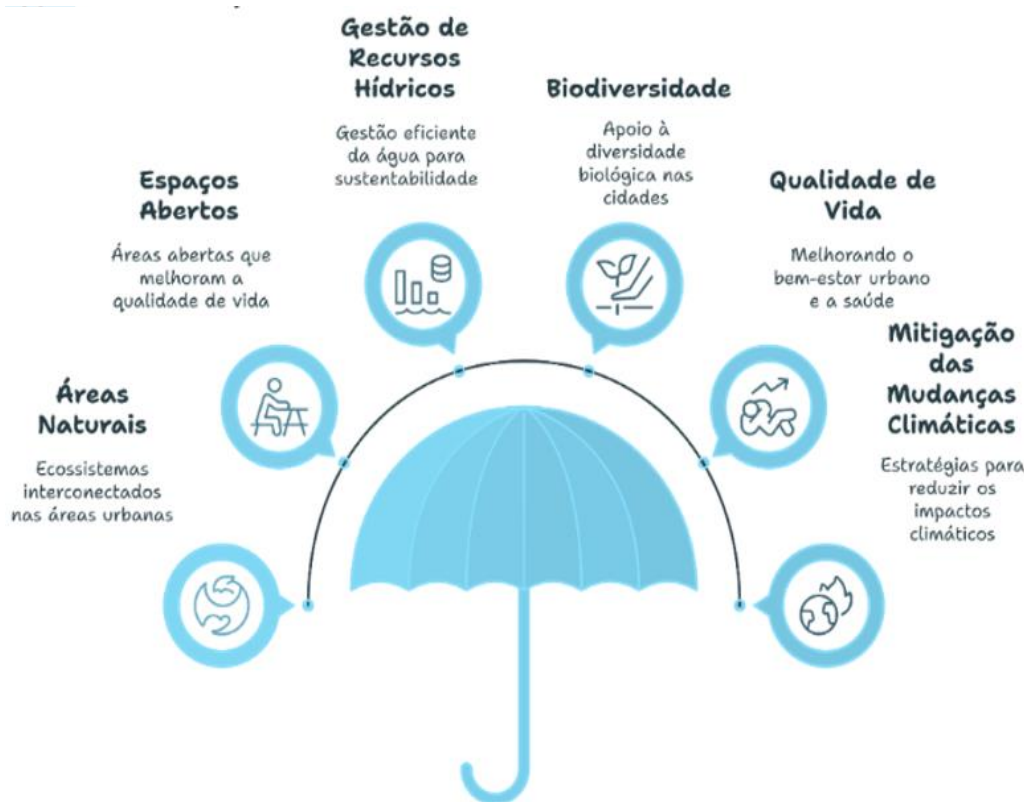 Gestão de
Recursos
Hídricos
Gestão eficiente
da água para
sustentabilidade
Biodiversidade
Apoio à
diversidade
biológica nas
cidades
Espaços
Abertos
Áreas abertas que
melhoram a
qualidade de vida
Qualidade de
Vida
Melhorando o
bem-estar urbano
e a saúde
Áreas
Naturais
Ecossistemas
interconectados
nas áreas urbanas
Mitigação
das
Mudanças
Climáticas
Estratégias para
reduzir os
impactos
climáticos